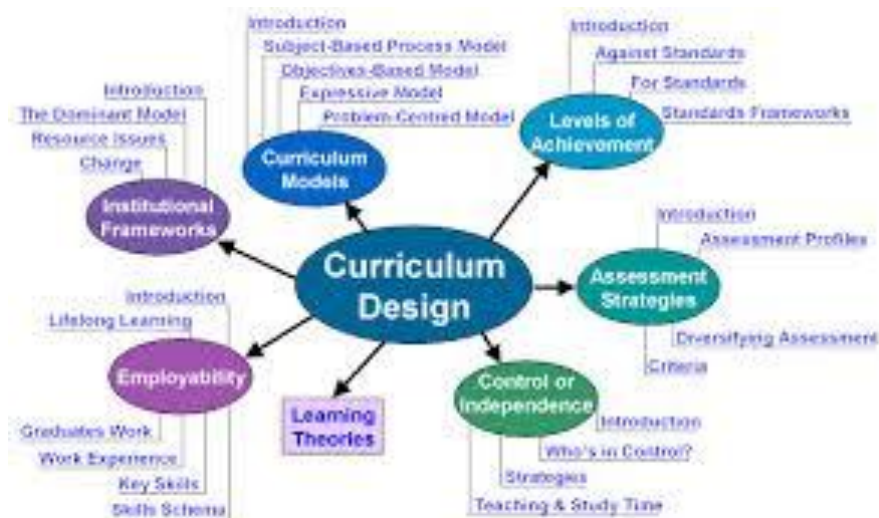 Introduction
Subject-Based Process Model
Objectives-Based Model
Expressive Model
Problem-Centred Model
Curriculum
Models
Introduction
Against Standards
For Standards
Standards Frameworks
Levels of
Achievement
Introduction
The Dominant Model
Resource Issues
Change
Institutional
Frameworks
Curriculum
Design
Introduction
Assessment Profiles
Assessment
Strategies
Diversifying Assessment
Criteria
Introduction
Lifelong Learning
Employability
Graduates Work
Work Experience
Key Skills
Skills Schema
Learning
Theories
Control or
Independence
Introduction
Who's in Control?
Strategies
Teaching & Study Time